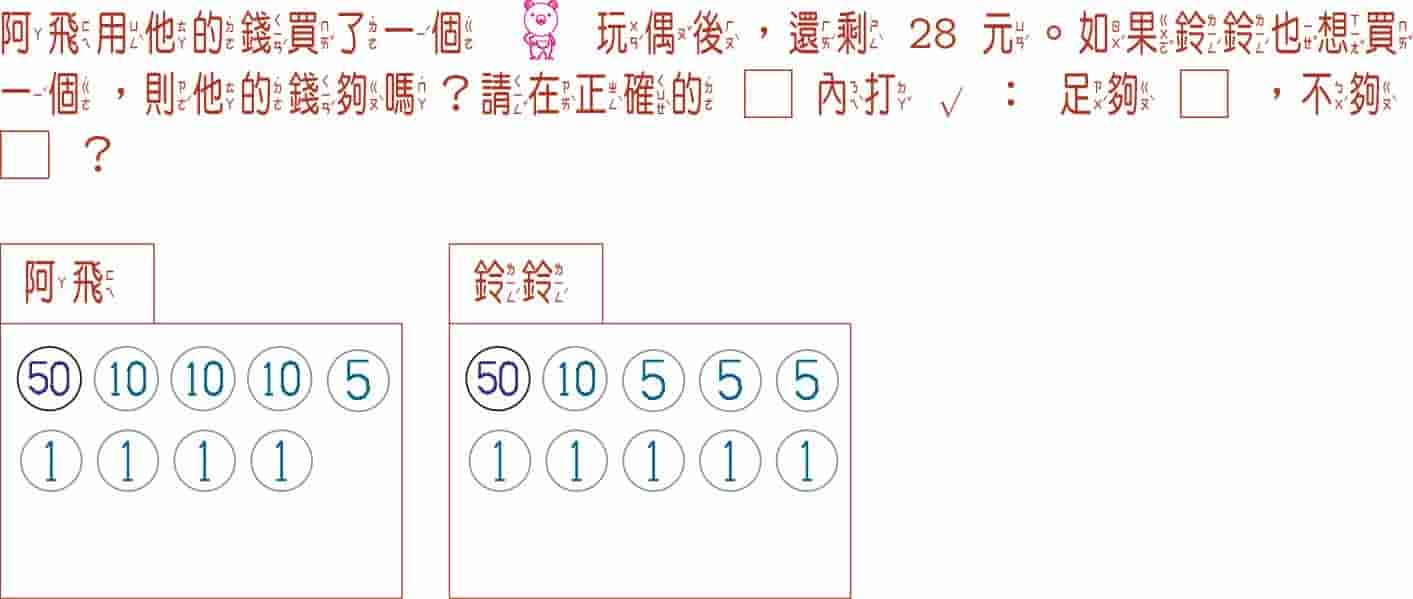 阿飛用他的錢買了一個 玩偶後，還剩 28 元。如果鈴鈴也想買
一個，則他的錢夠嗎？請在正確的 □ 內打 √ ： 足夠 □ ，不夠
□ ？
阿飛
50 10 10 10 5
1 1 1 1
鈴鈴
50 10 5 5 5
1 1 1 1 1